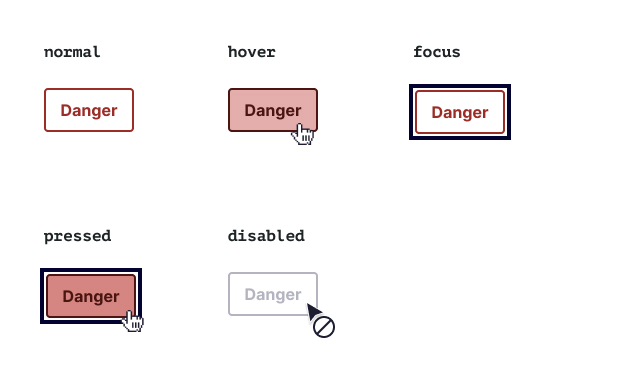 normal
hover
focus
Danger
Danger
Danger
pressed
disabled
Danger
Danger